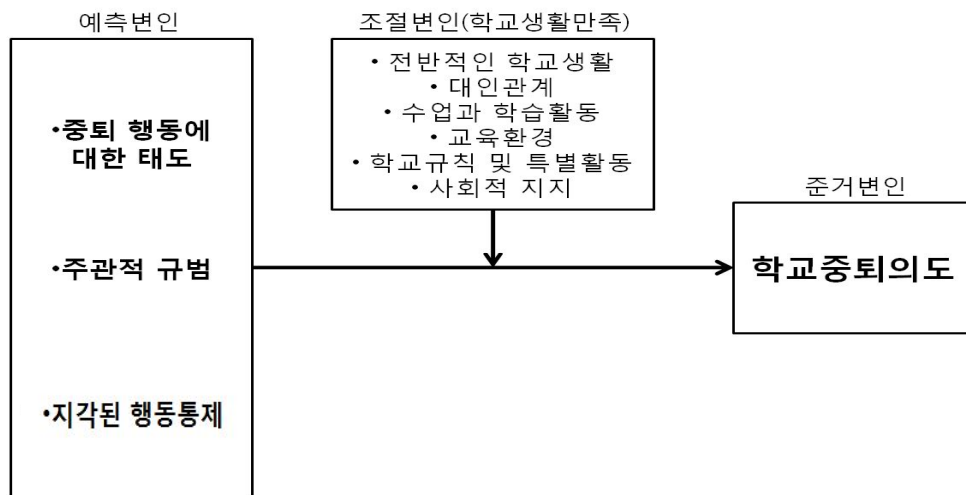 예측변인
•중퇴 행동에
대한 태도
•주관적 규범
•지각된 행동통제
조절변인(학교생활만족)
• 전반적인 학교생활
• 대인관계
• 수업과 학습활동
• 교육환경
• 학교규칙 및 특별활동
• 사회적 지지
준거변인
학교중퇴의도